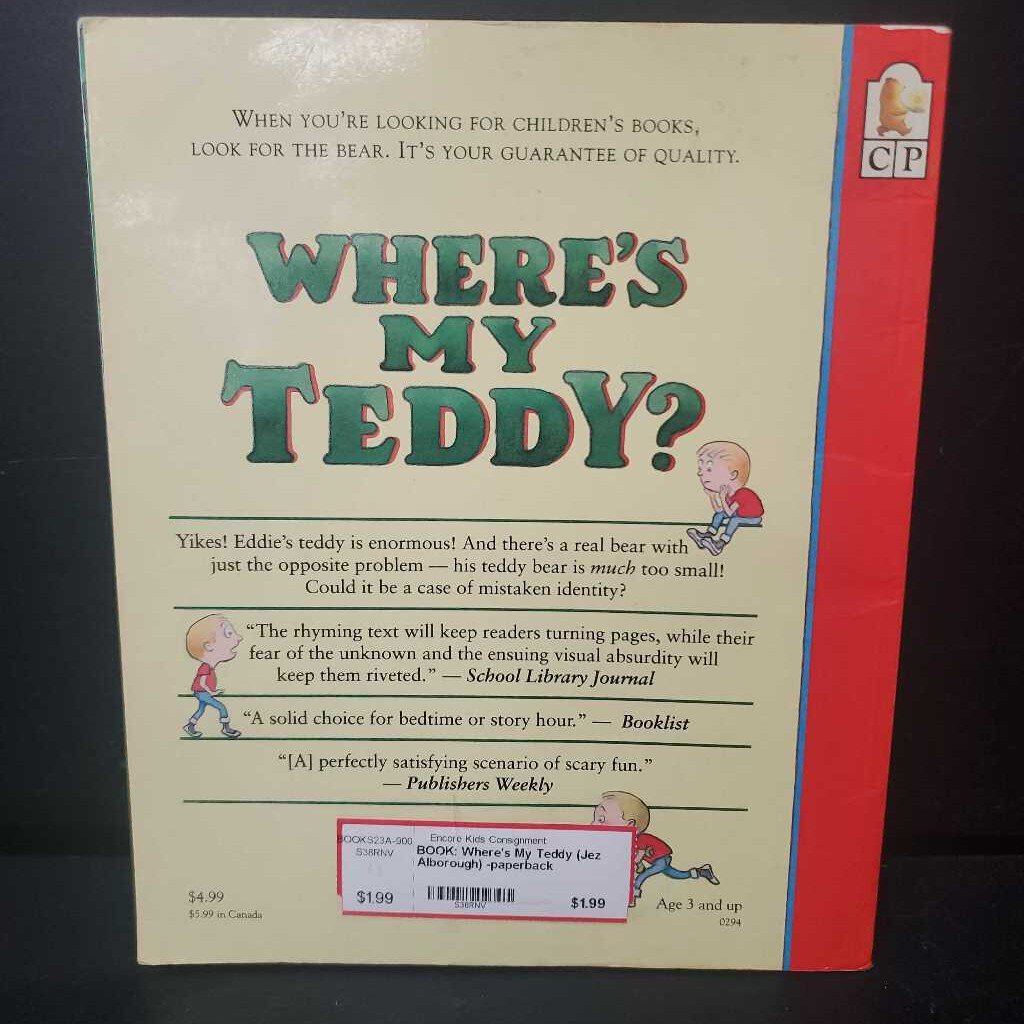 WHEN YOU'RE LOOKING FOR CHILDREN'S BOOKS,
LOOK FOR THE BEAR. IT'S YOUR GUARANTEE OF QUALITY.
C P
WHERE'S
MY
TEDDY?
Yikes! Eddie's teddy is enormous! And there's a real bear with
just the opposite problem — his teddy bear is much too small!
Could it be a case of mistaken identity?
"The rhyming text will keep readers turning pages, while their
fear of the unknown and the ensuing visual absurdity will
keep them riveted." — School Library Journal
"A solid choice for bedtime or story hour." — Booklist
"[A] perfectly satisfying scenario of scary fun."
— Publishers Weekly
BOOKS23A-900
S38RNV
$1.99
Encore Kids Consignment
BOOK: Where's My Teddy (Jez
Alborough) -paperback
S38RNV
$1.99
$4.99
$5.99 in Canada
Age 3 and up
0294